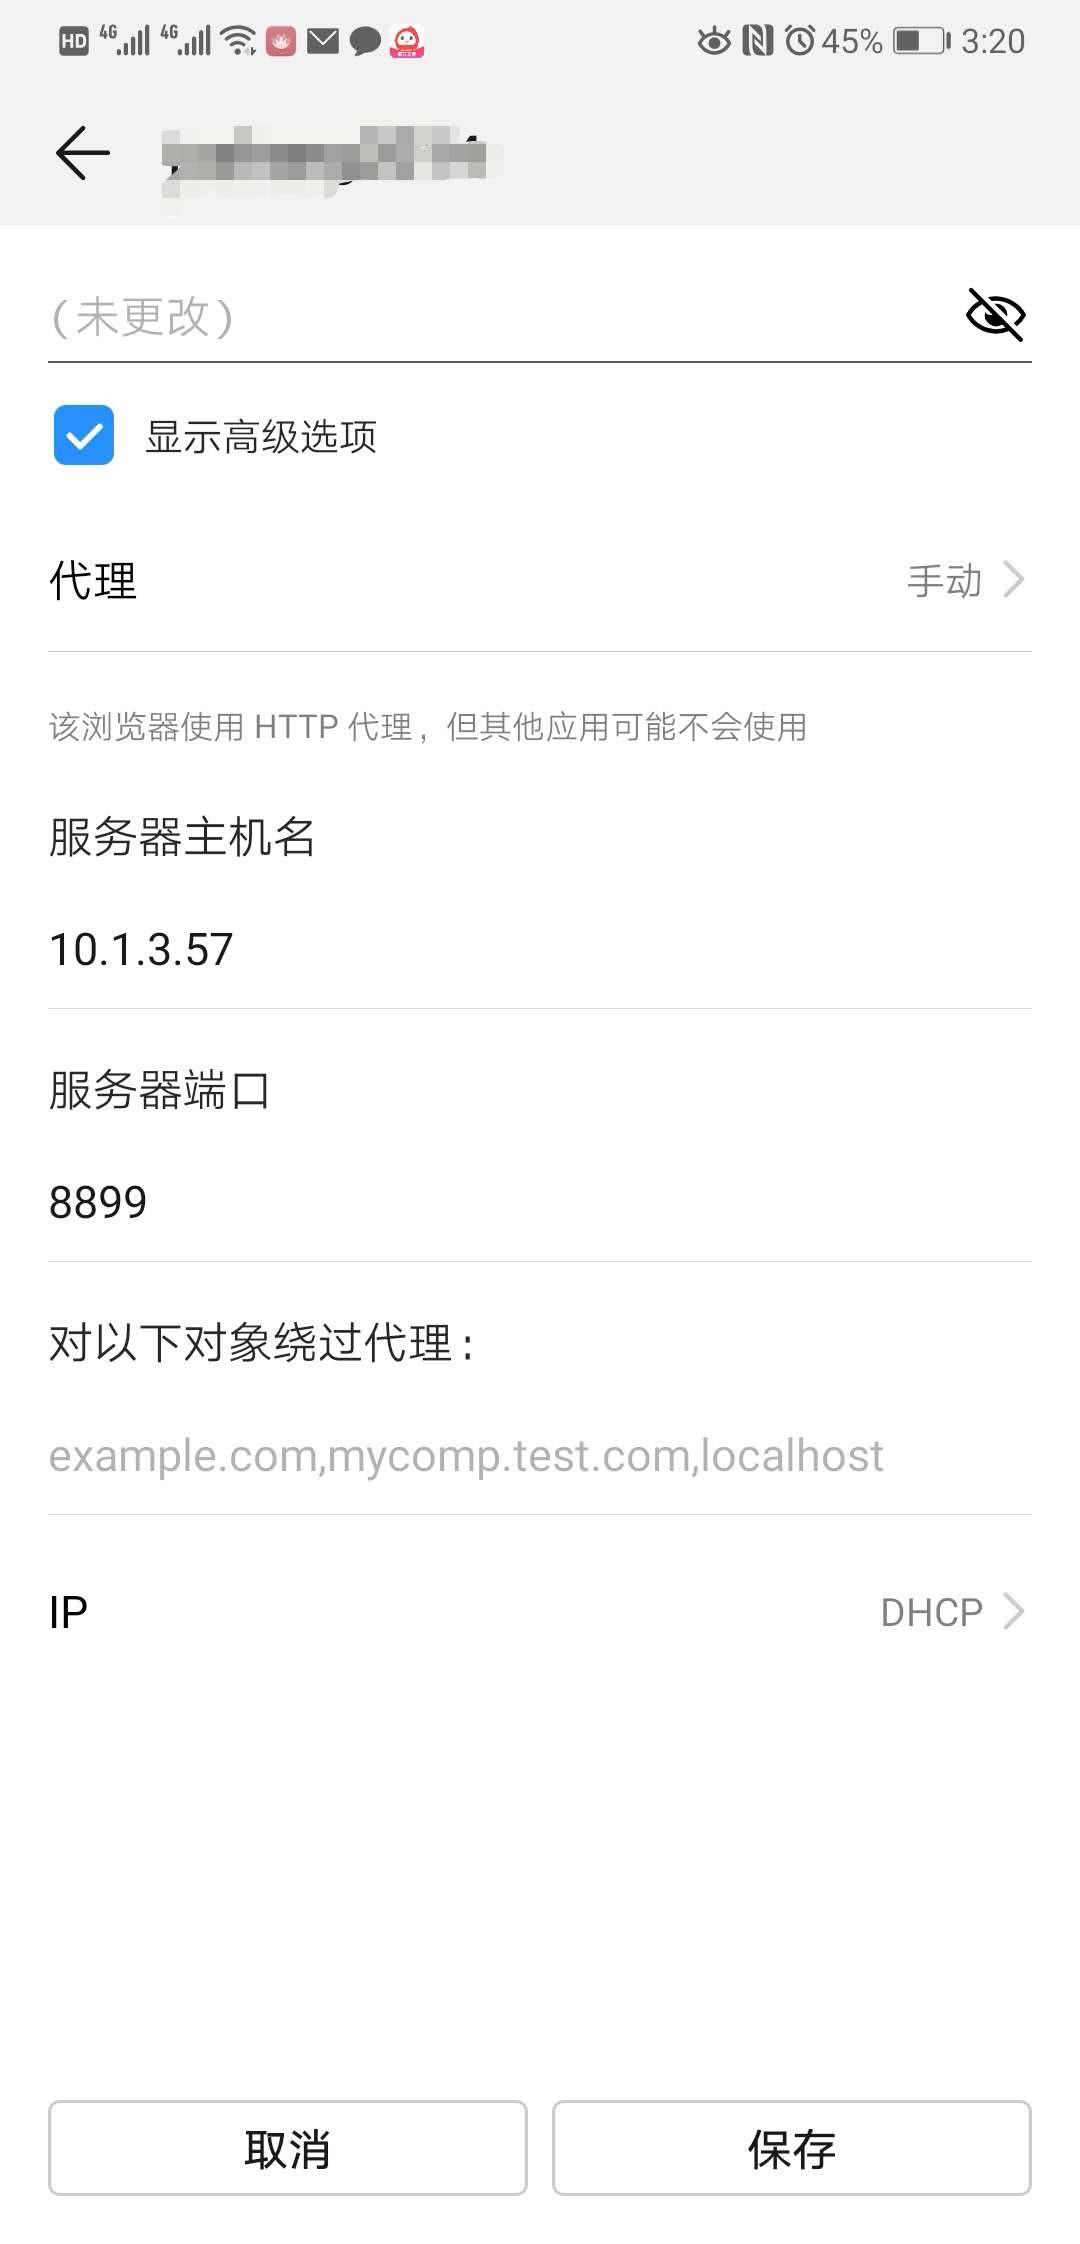 HD 4G 4G 45% 3:20
(未更改)
显示高级选项
代理 手动
该浏览器使用 HTTP 代理，但其他应用可能不会使用
服务器主机名
10.1.3.57
服务器端口
8899
对以下对象绕过代理：
example.com,mycomp.test.com,localhost
IP DHCP
取消 保存